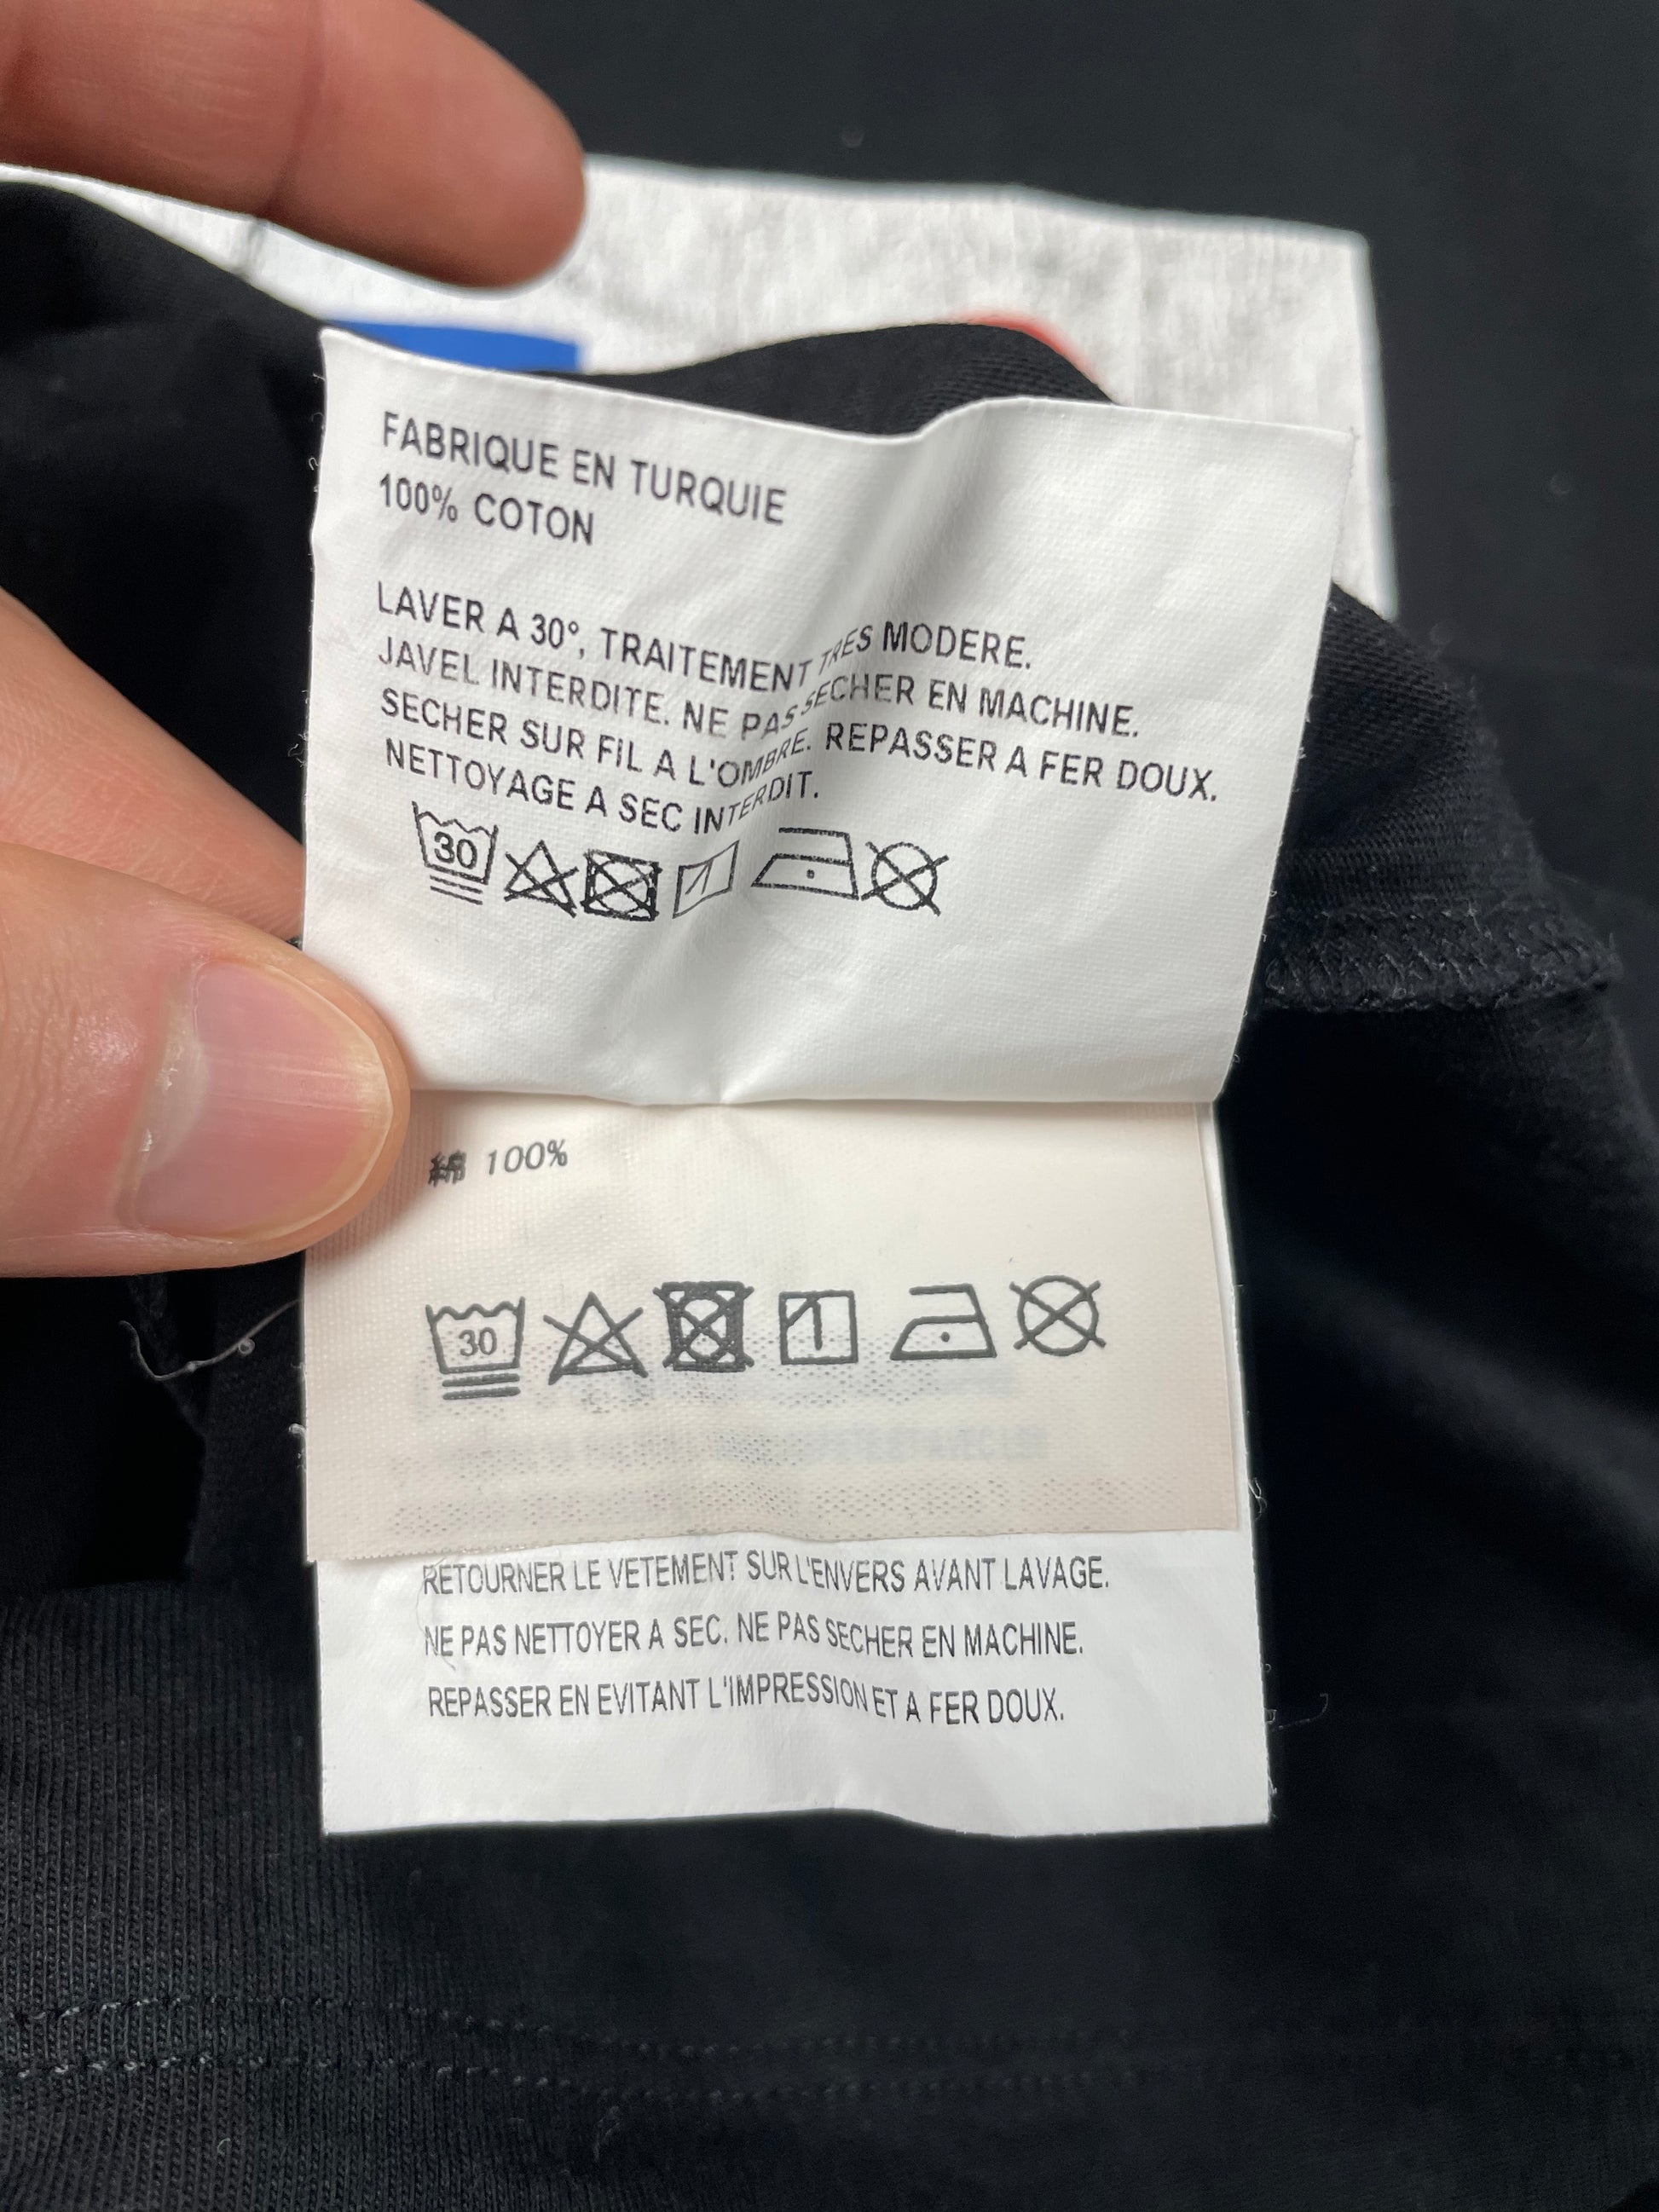 FABRIQUE EN TURQUIE
100% COTON
LAVER A 30°, TRAITEMENT TRES MODERE.
JAVEL INTERDITE. NE PAS SECHER EN MACHINE.
SECHER SUR FIL A L'OMBRE. REPASSER A FER DOUX.
NETTOYAGE A SEC INTERDIT.
30
綿 100%
30
RETOURNER LE VETEMENT SUR L'ENVERS AVANT LAVAGE.
NE PAS NETTOYER A SEC. NE PAS SECHER EN MACHINE.
REPASSER EN EVITANT L'IMPRESSION ET A FER DOUX.